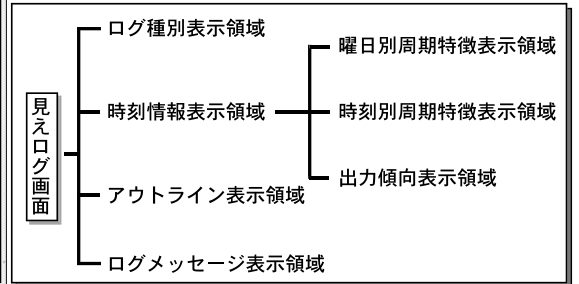 見えログ画面
ログ種別表示領域
時刻情報表示領域
曜日別周期特徴表示領域
時刻別周期特徴表示領域
出力傾向表示領域
アウトライン表示領域
ログメッセージ表示領域